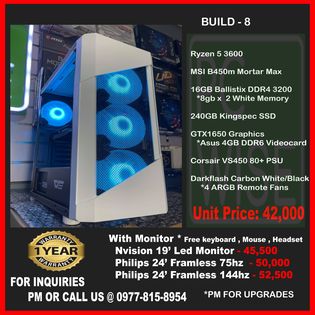 BUILD - 8
Ryzen 5 3600
MSI B450m Mortar Max
16GB Ballistix DDR4 3200
*8gb x 2 White Memory
240GB Kingspec SSD
GTX1650 Graphics
*Asus 4GB DDR6 Videocard
Corsair VS450 80+ PSU
Darkflash Carbon White/Black
*4 ARGB Remote Fans
Unit Price: 42,000
WARRANTY
1YEAR
WARRANTY
With Monitor * Free keyboard , Mouse , Headset
Nvision 19' Led Monitor - 45,500
Philips 24' Framless 75hz - 50,000
Philips 24' Framless 144hz - 52,500
FOR INQUIRIES
PM OR CALL US @ 0977-815-8954
*PM FOR UPGRADES